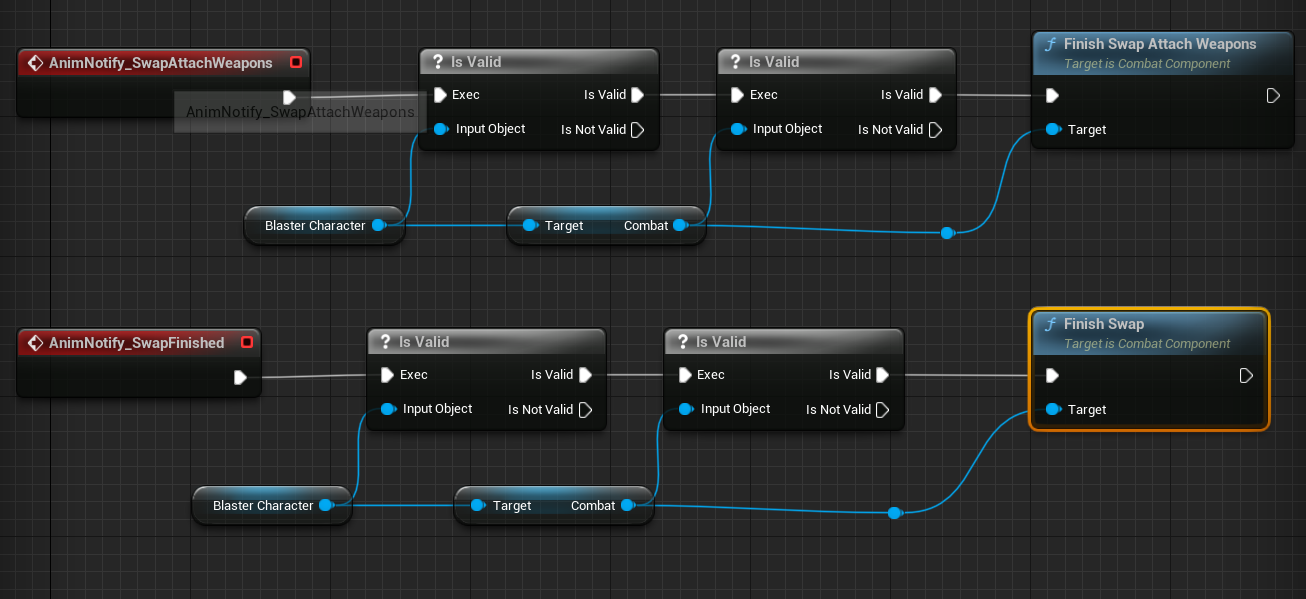 AnimNotify_SwapAttachWeapons
AnimNotify_SwapAttachWeapons
? Is Valid
Exec Is Valid
Input Object Is Not Valid
? Is Valid
Exec Is Valid
Input Object Is Not Valid
f Finish Swap Attach Weapons
Target is Combat Component
Target
Blaster Character
Target Combat
AnimNotify_SwapFinished
? Is Valid
Exec Is Valid
Input Object Is Not Valid
? Is Valid
Exec Is Valid
Input Object Is Not Valid
f Finish Swap
Target is Combat Component
Target
Blaster Character
Target Combat